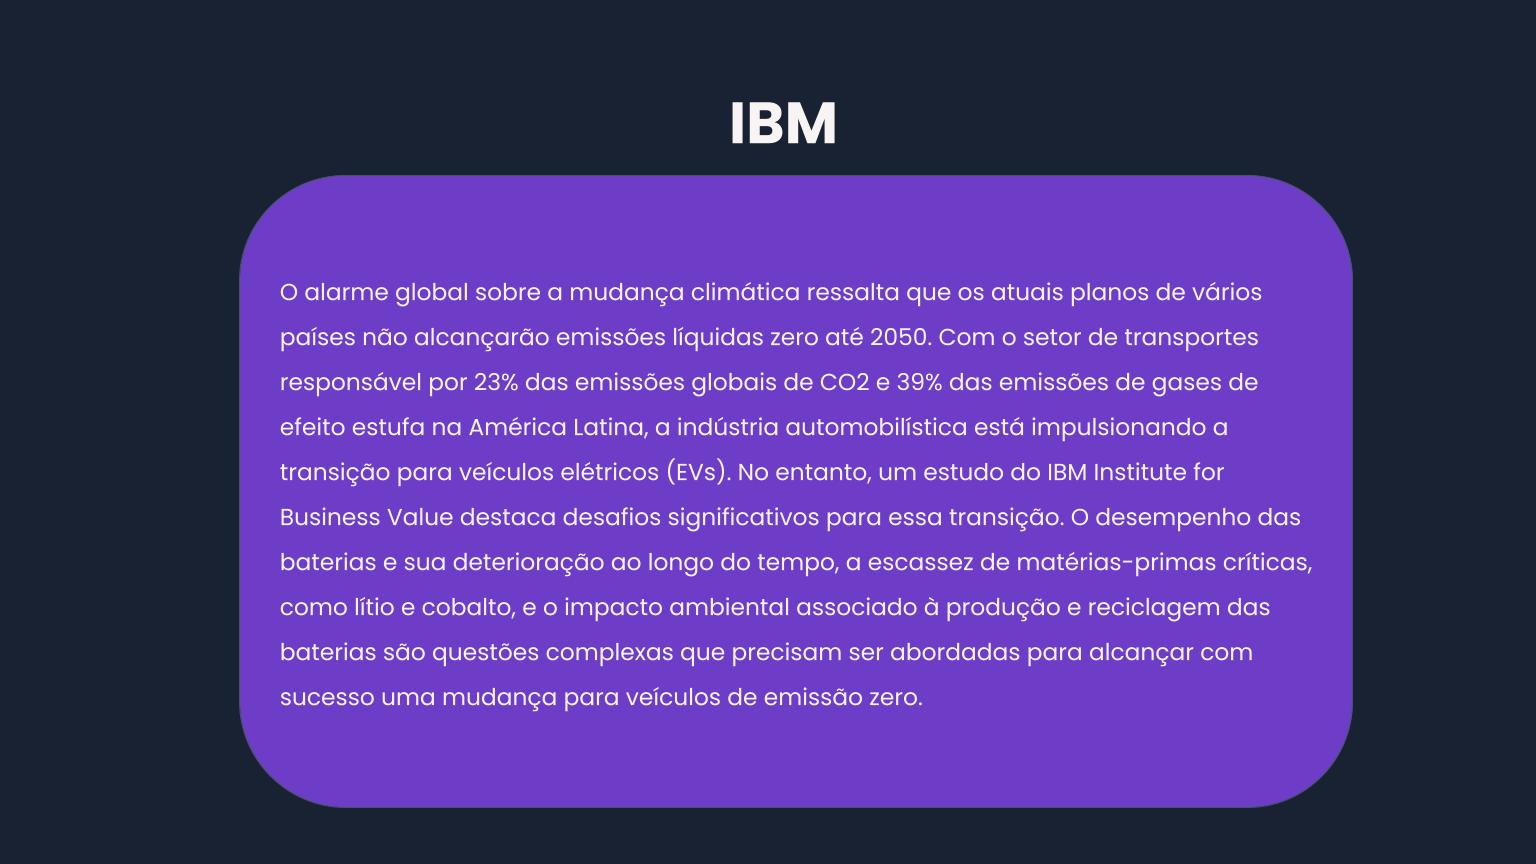 IBM
O alarme global sobre a mudança climática ressalta que os atuais planos de vários
países não alcançarão emissões líquidas zero até 2050. Com o setor de transportes
responsável por 23% das emissões globais de CO2 e 39% das emissões de gases de
efeito estufa na América Latina, a indústria automobilística está impulsionando a
transição para veículos elétricos (EVs). No entanto, um estudo do IBM Institute for
Business Value destaca desafios significativos para essa transição. O desempenho das
baterias e sua deterioração ao longo do tempo, a escassez de matérias-primas críticas,
como lítio e cobalto, e o impacto ambiental associado à produção e reciclagem das
baterias são questões complexas que precisam ser abordadas para alcançar com
sucesso uma mudança para veículos de emissão zero.